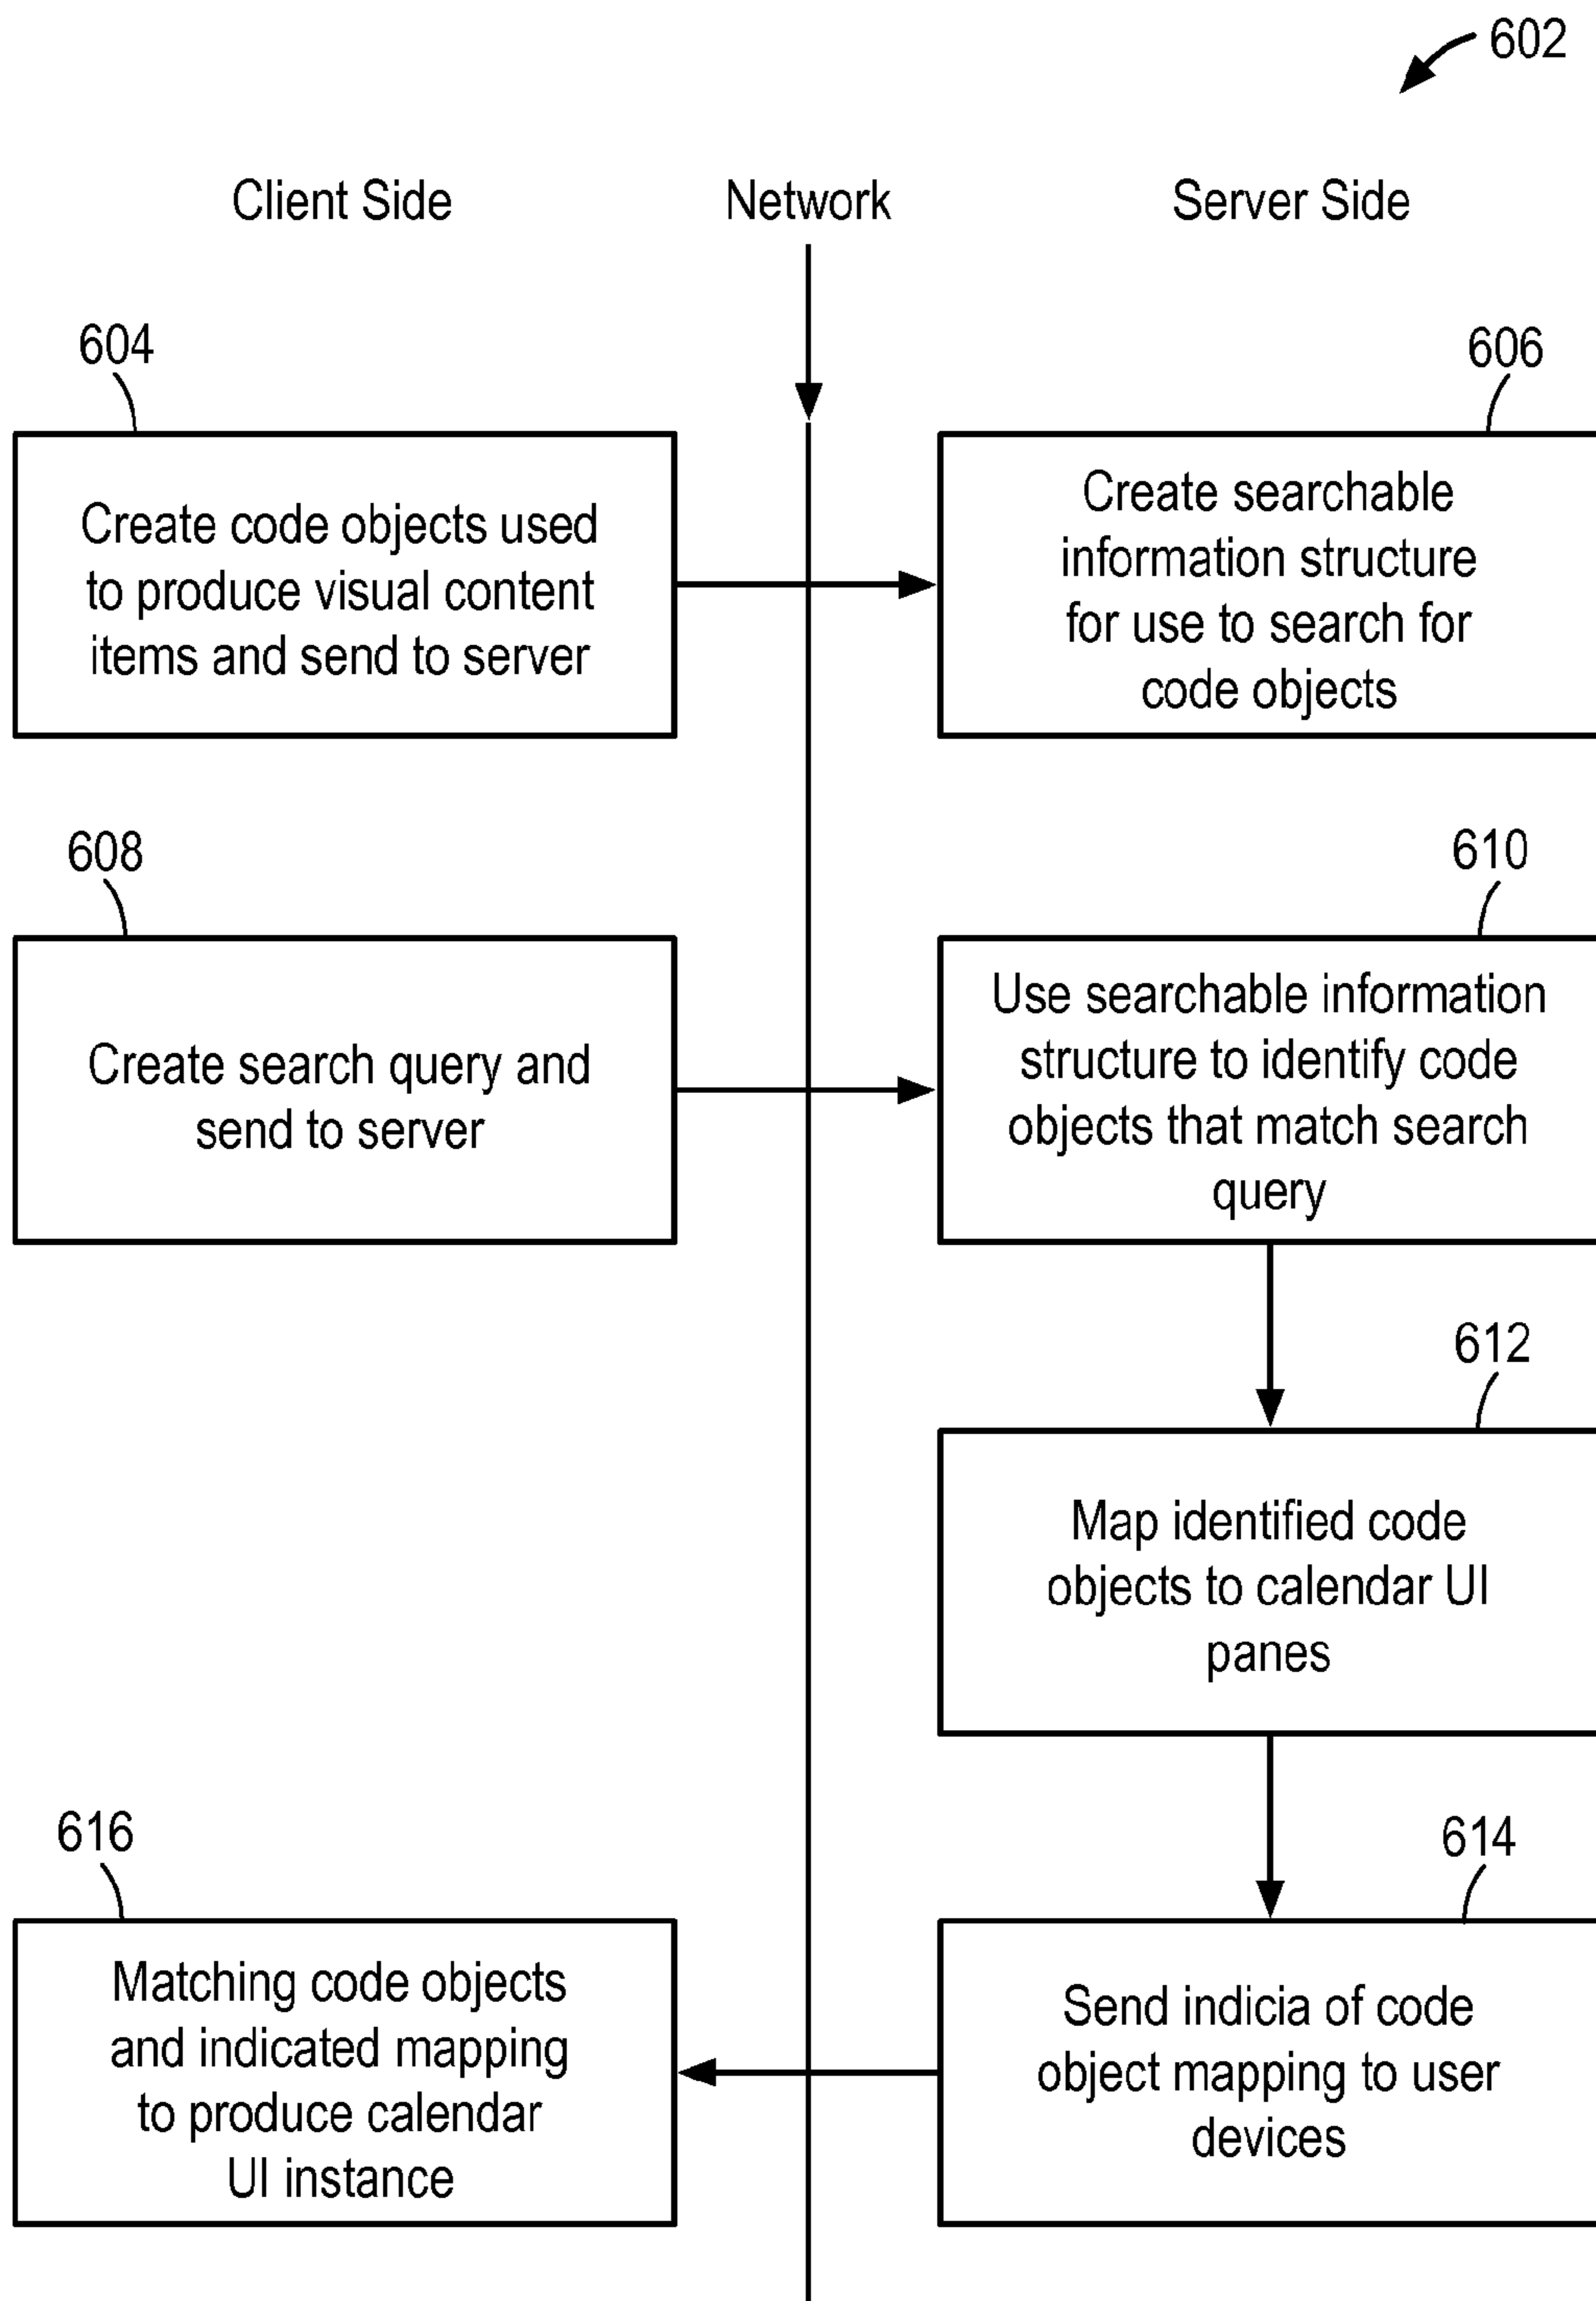 602
Client Side
Network
Server Side
604
606
Create code objects used
to produce visual content
items and send to server
Create searchable
information structure
for use to search for
code objects
608
610
Create search query and
send to server
Use searchable information
structure to identify code
objects that match search
query
612
Map identified code
objects to calendar UI
panes
616
614
Matching code objects
and indicated mapping
to produce calendar
UI instance
Send indicia of code
object mapping to user
devices